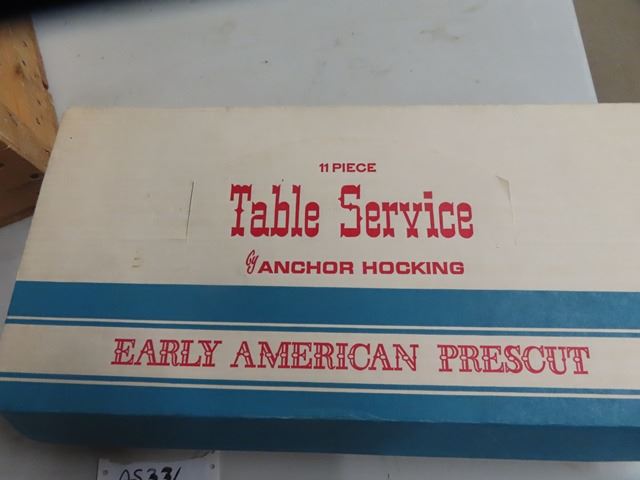 11 PIECE
Table Service
by ANCHOR HOCKING
EARLY AMERICAN PRESCUT